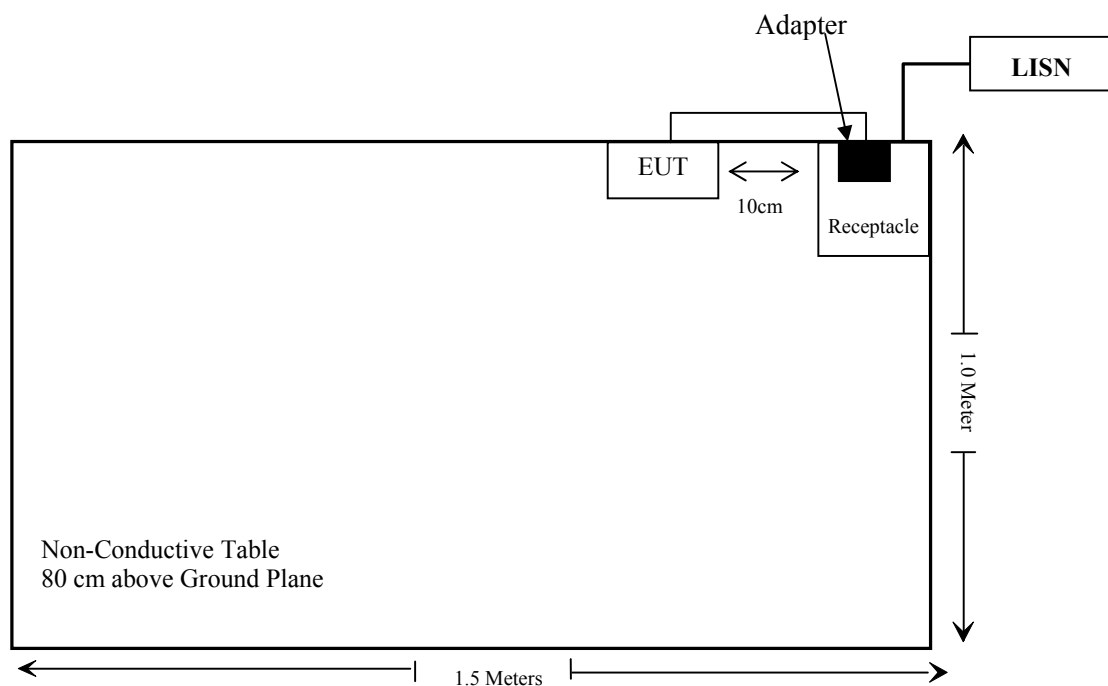 Adapter
LISN
EUT
10cm
Receptacle
1.0 Meter
Non-Conductive Table
80 cm above Ground Plane
1.5 Meters